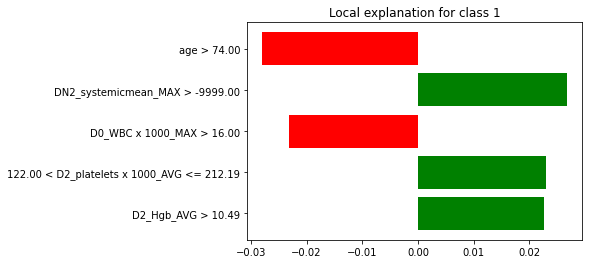 Local explanation for class 1
age > 74.00
DN2_systemicmean_MAX > -9999.00
D0_WBC x 1000_MAX > 16.00
122.00 < D2_platelets x 1000_AVG <= 212.19
D2_Hgb_AVG > 10.49
−0.03 −0.02 −0.01 0.00 0.01 0.02